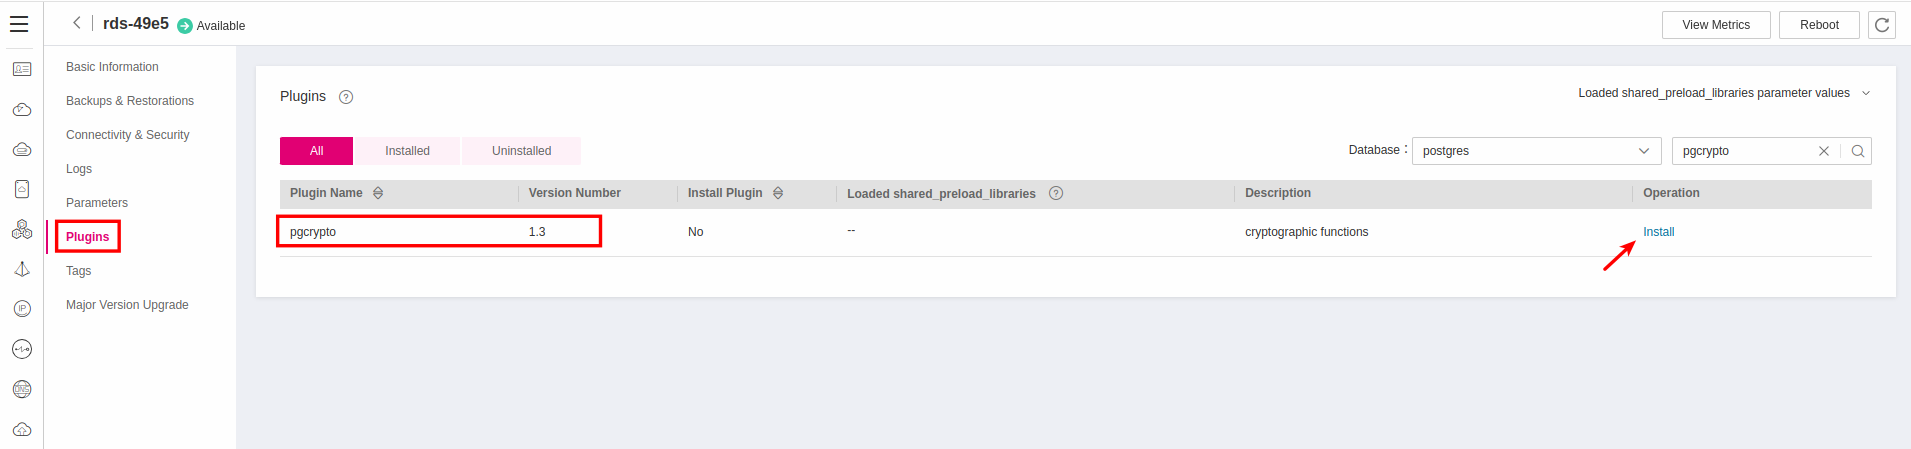 rds-49e5 Available View Metrics Reboot
Basic Information
Backups & Restorations
Connectivity & Security
Logs
Parameters
Plugins
Tags
Major Version Upgrade
Plugins ? Loaded shared_preload_libraries parameter values
All Installed Uninstalled Database : postgres pgcrypto
Plugin Name Version Number Install Plugin Loaded shared_preload_libraries ? Description Operation
pgcrypto 1.3 No -- cryptographic functions Install
IP
DNS